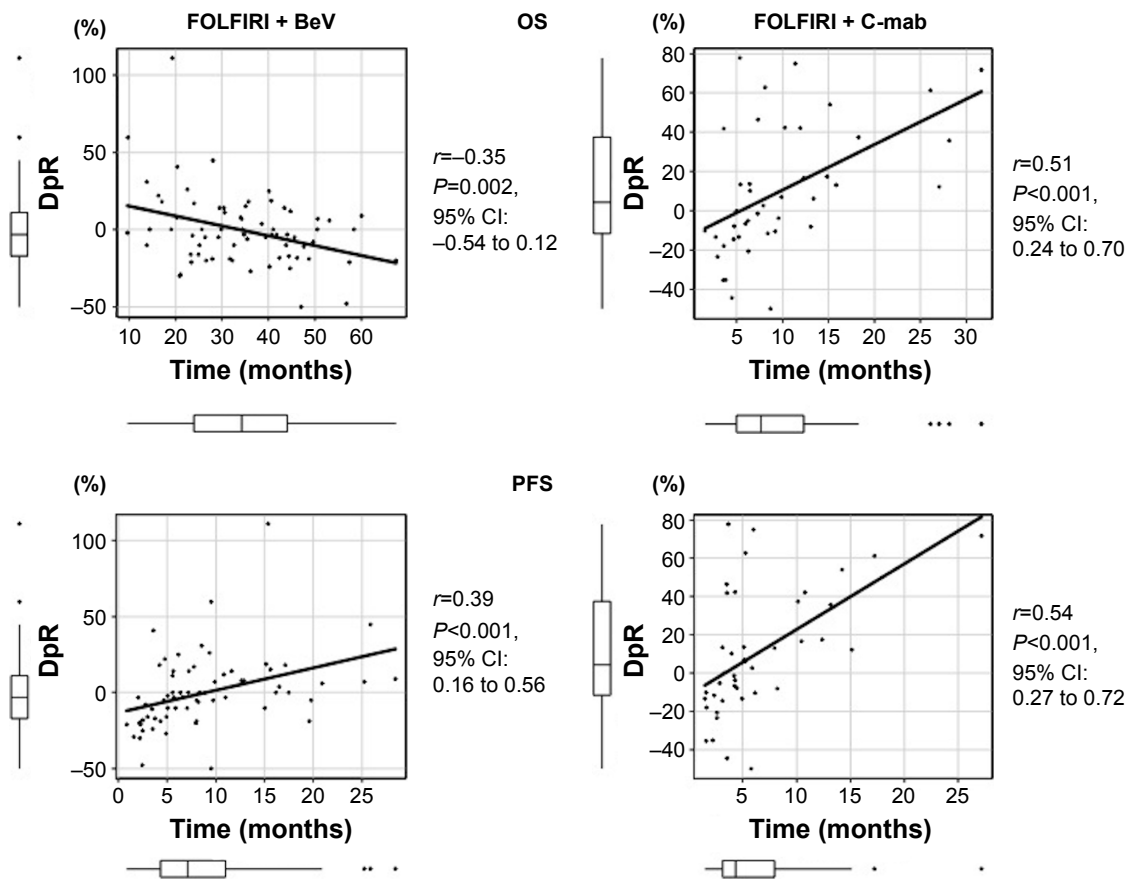 FOLFIRI + BeV
OS
FOLFIRI + C-mab
(%)
100
50
0
–50
DpR
10 20 30 40 50 60
Time (months)
r=–0.35
P=0.002,
95% CI:
–0.54 to 0.12
(%)
80
60
40
20
0
–20
–40
DpR
5 10 15 20 25 30
Time (months)
r=0.51
P<0.001,
95% CI:
0.24 to 0.70
PFS
(%)
100
50
0
–50
DpR
0 5 10 15 20 25
Time (months)
r=0.39
P<0.001,
95% CI:
0.16 to 0.56
(%)
80
60
40
20
0
–20
–40
DpR
5 10 15 20 25
Time (months)
r=0.54
P<0.001,
95% CI:
0.27 to 0.72